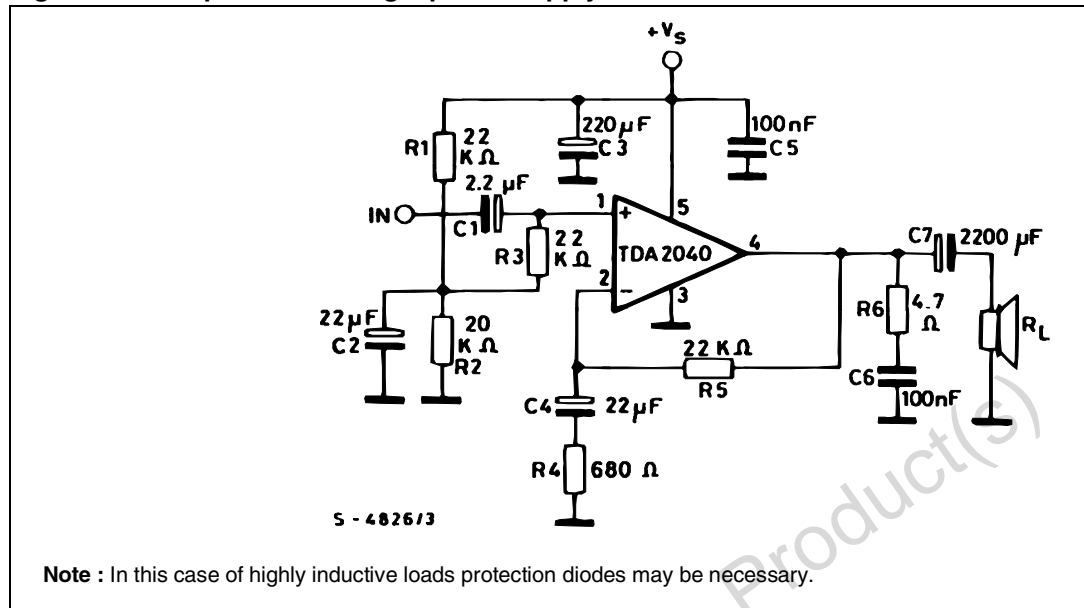 +VS
220µF
C3
100nF
C5
R1
22
KΩ
2.2 µF
IN
C1
R3
22
KΩ
1
+
5
TDA2040
4
2
-
3
C7
2200 µF
22µF
C2
20
KΩ
R2
22 KΩ
R5
R6
4.7
Ω
RL
C6
100nF
C4
22µF
R4
680 Ω
S - 4826/3
Note : In this case of highly inductive loads protection diodes may be necessary.
Product(s)